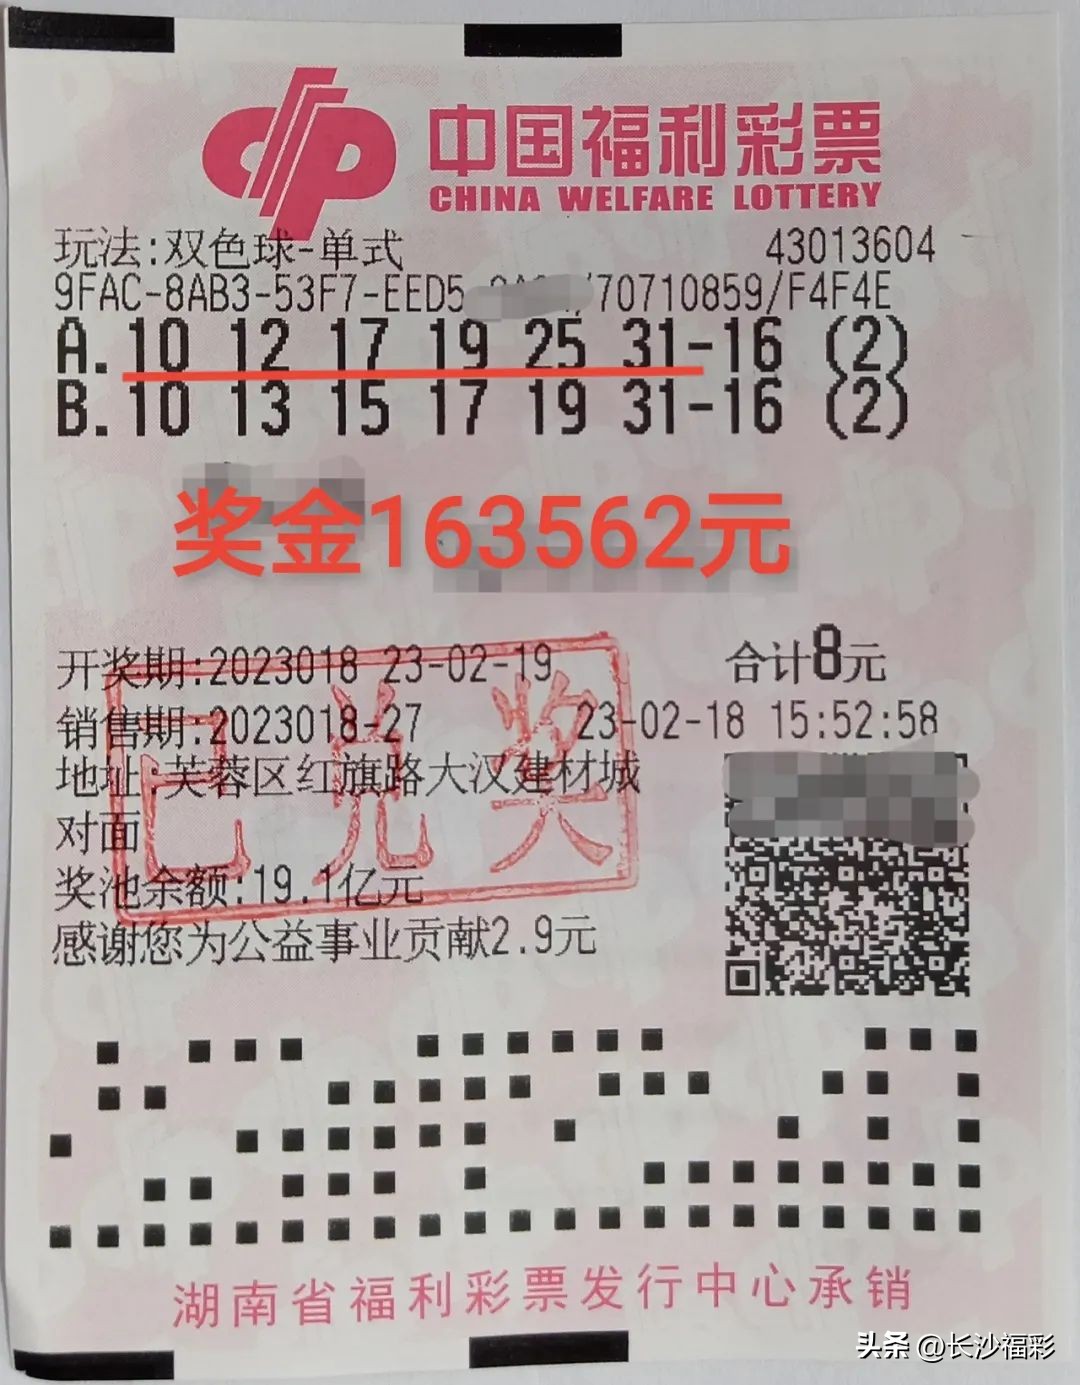 中国福利彩票
CHINA WELFARE LOTTERY
玩法:双色球-单式 43013604
9FAC-8AB3-53F7-EED5 /70710859/F4F4E
A.10 12 17 19 25 31-16 (2)
B.10 13 15 17 19 31-16 (2)
奖金163562元
开奖期:2023018 23-02-19 合计8元
销售期:2023018-27 23-02-18 15:52:58
地址:芙蓉区红旗路大汉建材城
对面
已兑奖
奖池余额:19.1亿元
感谢您为公益事业贡献2.9元
湖南省福利彩票发行中心承销
头条 @长沙福彩